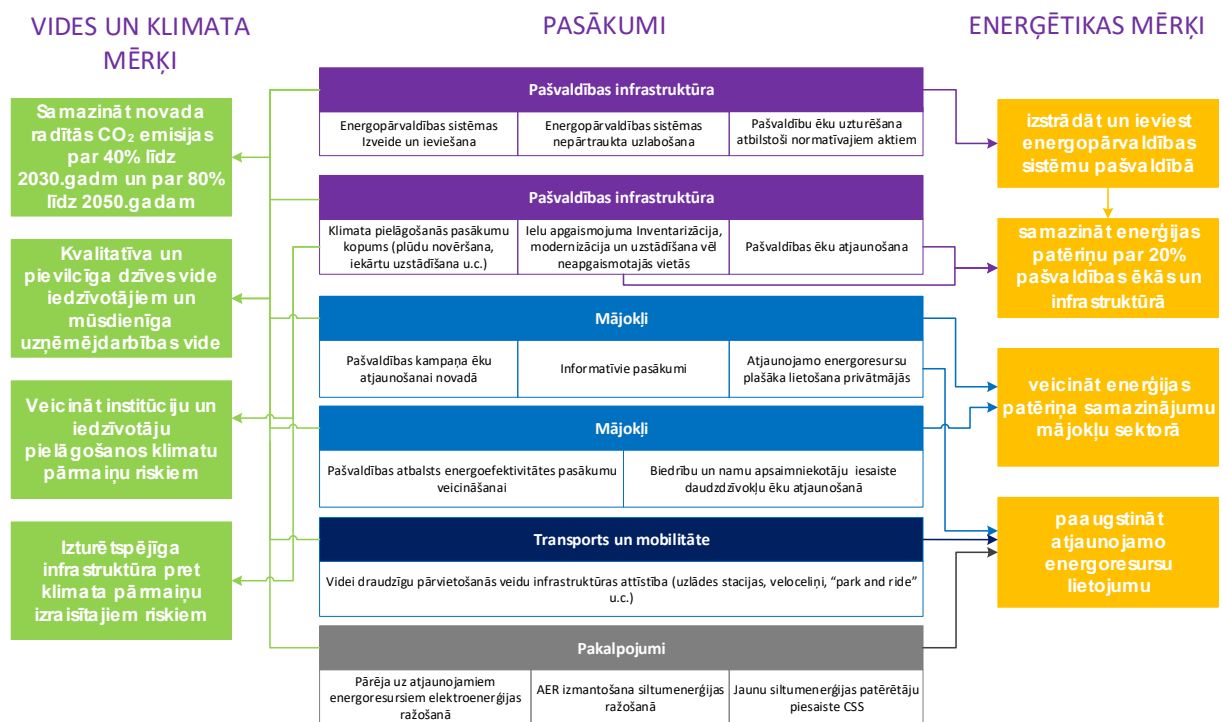 VIDES UN KLIMATA
MĒRĶI
Samazināt novada
radītās CO₂ emisijas
par 40% līdz
2030.gadm un par 80%
līdz 2050.gadam
Kvalitatīva un
pievilcīga dzīves vide
iedzīvotājiem un
mūsdienīga
uzņēmējdarbības vide
Veicināt institūciju un
iedzīvotāju
pielāgošanos klimatu
pārmaiņu riskiem
Izturētspējīga
infrastruktūra pret
klimata pārmaiņu
izraisītajiem riskiem
PASĀKUMI
Pašvaldības infrastruktūra
Energopārvaldības sistēmas
Izveide un ieviešana
Energopārvaldības sistēmas
nepārtraukta uzlabošana
Pašvaldību ēku uzturēšana
atbilstoši normatīvajiem aktiem
Pašvaldības infrastruktūra
Klimata pielāgošanās pasākumu
kopums (plūdu novēršana,
iekārtu uzstādīšana u.c.)
Ielu apgaismojuma Inventarizācija,
modernizācija un uzstādīšana vēl
neapgaismotajās vietās
Pašvaldības ēku atjaunošana
Mājokļi
Pašvaldības kampaņa ēku
atjaunošanai novadā
Informatīvie pasākumi
Atjaunojamo energoresursu
plašāka lietošana privātmājās
Mājokļi
Pašvaldības atbalsts energoefektivitātes pasākumu
veicināšanai
Biedrību un namu apsaimniekotāju iesaiste
daudzdzīvokļu ēku atjaunošanā
Transports un mobilitāte
Videi draudzīgu pārvietošanās veidu infrastruktūras attīstība (uzlādes stacijas, veloceliņi, “park and ride”
u.c.)
Pakalpojumi
Pārēja uz atjaunojamiem
energoresursiem elektroenerģijas
ražošanā
AER izmantošana siltumenerģijas
ražošanā
Jaunu siltumenerģijas patērētāju
piesaiste CSS
ENERĢĒTIKAS MĒRĶI
izstrādāt un ieviest
energopārvaldības
sistēmu pašvaldībā
samazināt enerģijas
patēriņu par 20%
pašvaldības ēkās un
infrastruktūrā
veicināt enerģijas
patēriņa samazinājumu
mājokļu sektorā
paaugstināt
atjaunojamo
energoresursu
lietojumu